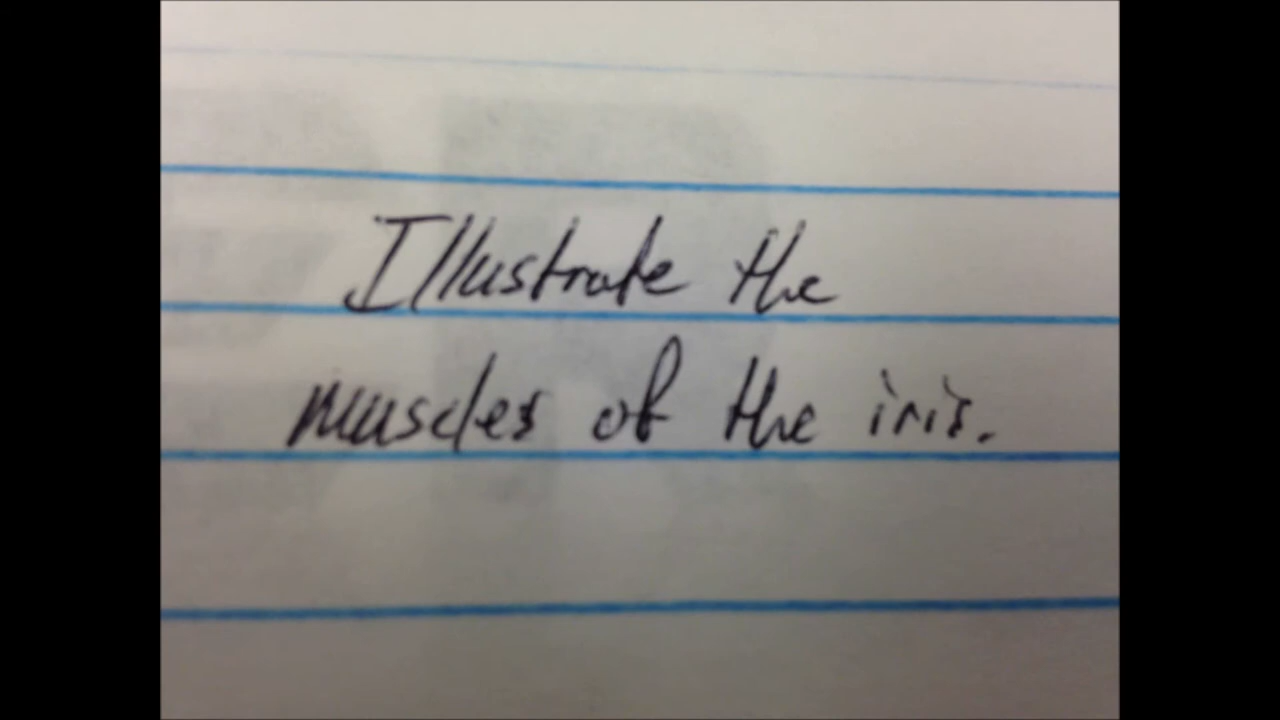 Illustrate the
muscles of the iris.